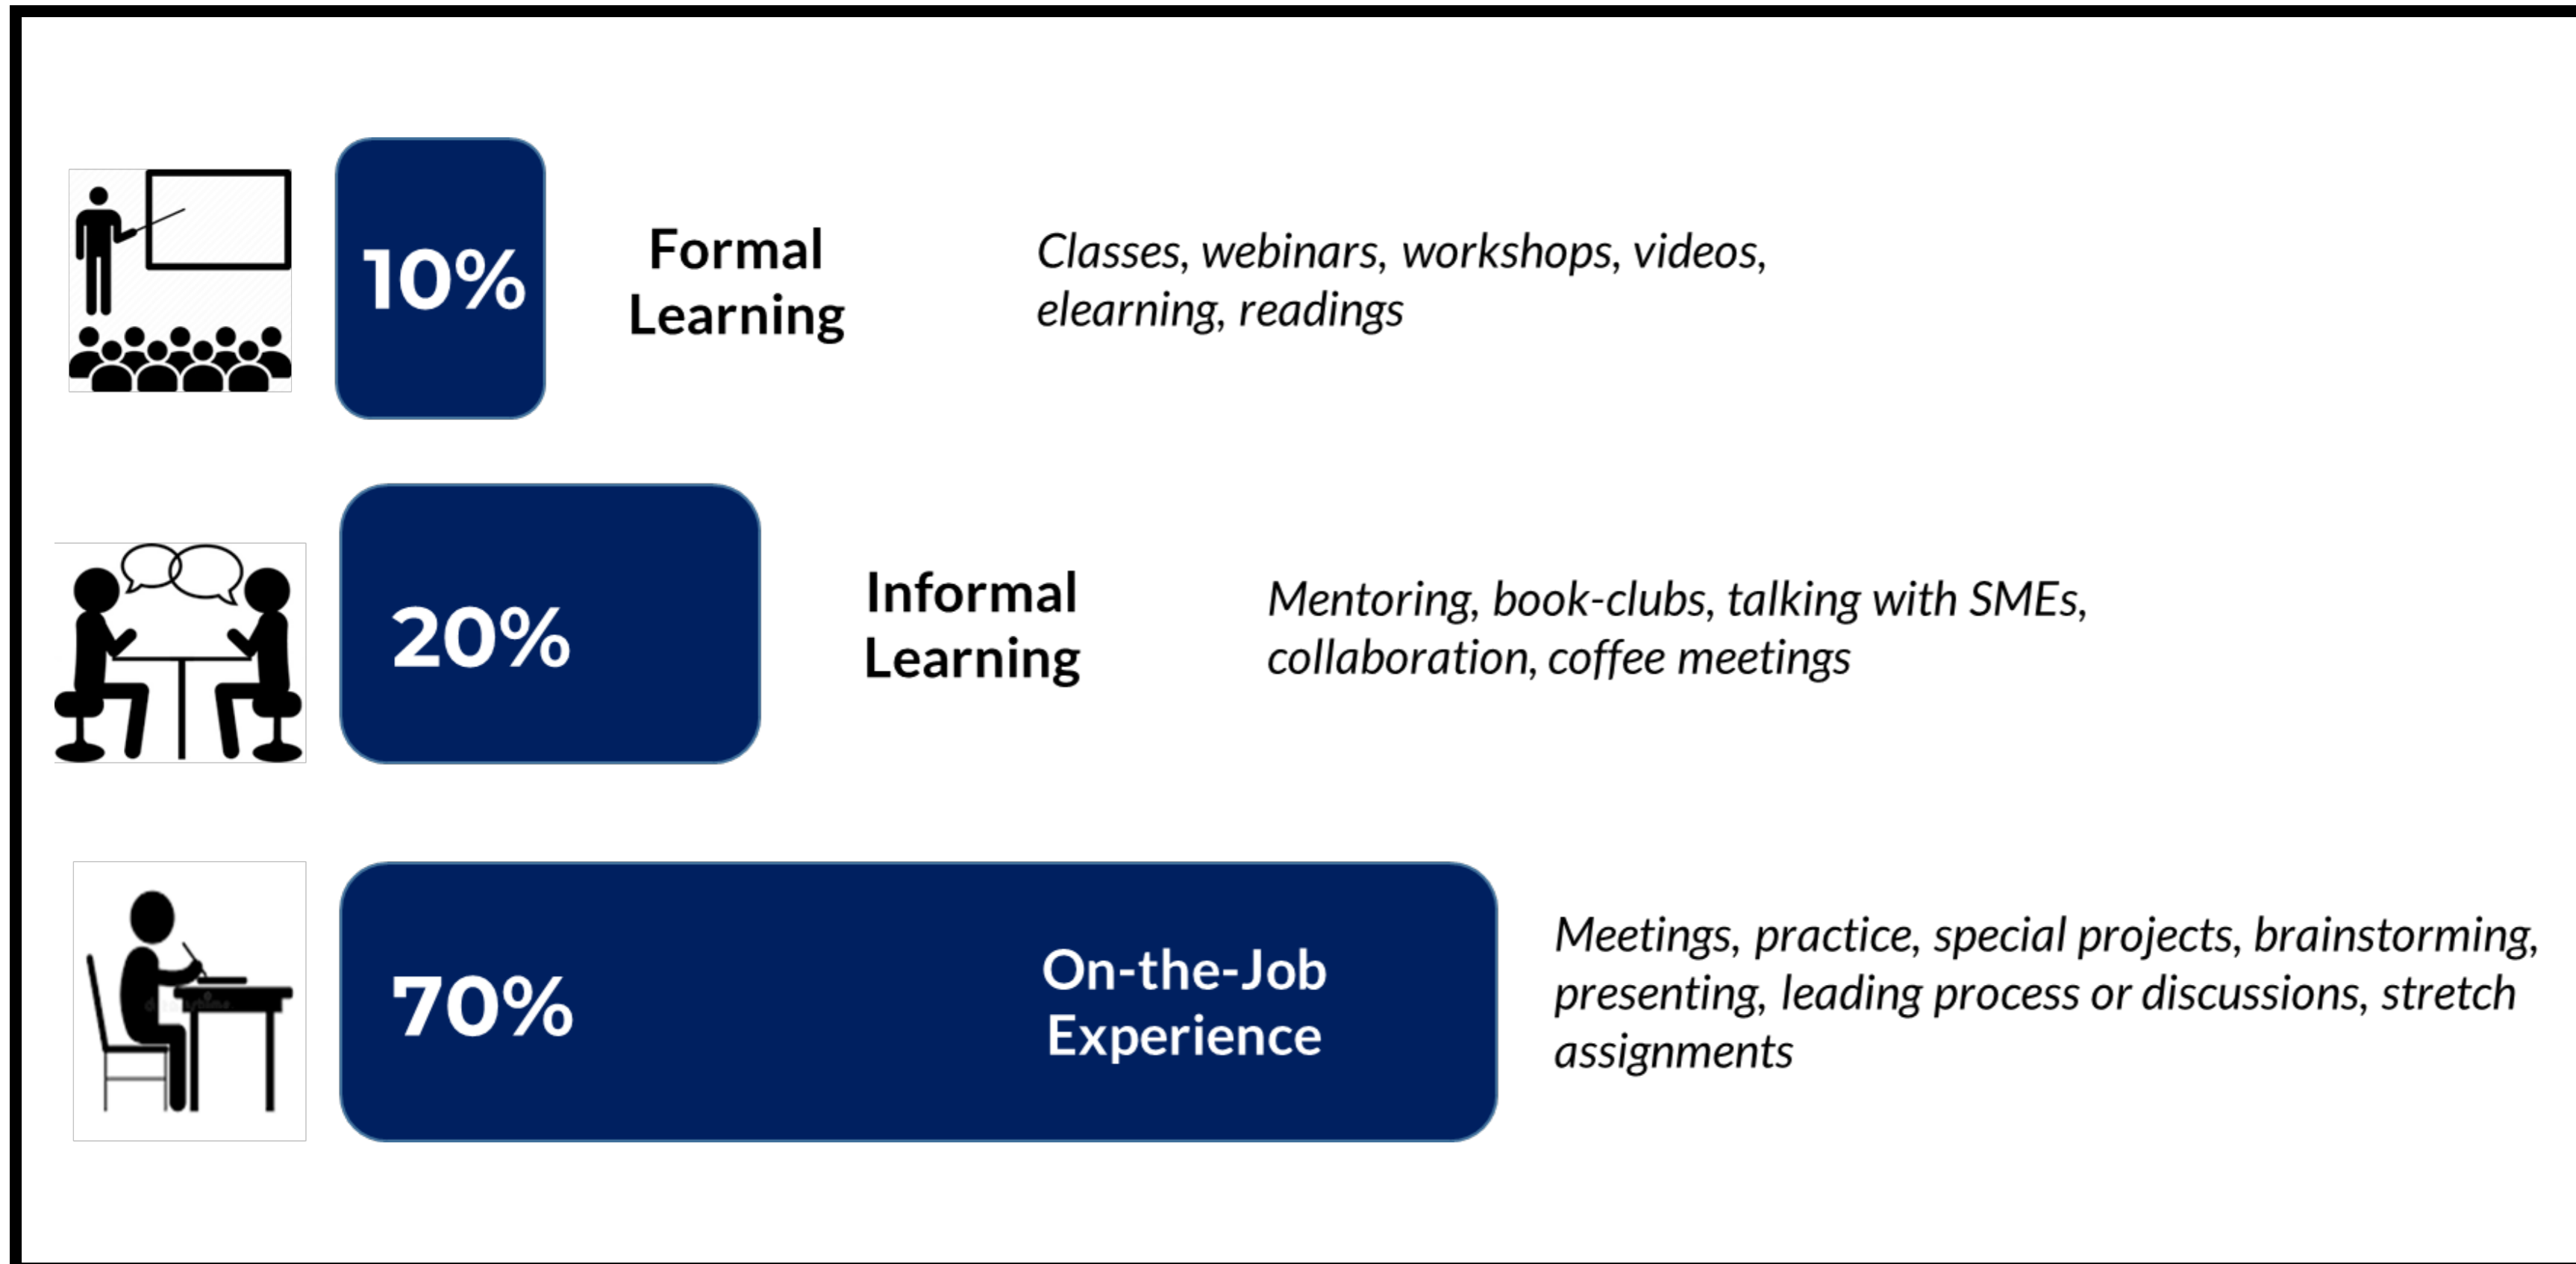 10%
Formal
Learning
Classes, webinars, workshops, videos,
elearning, readings
20%
Informal
Learning
Mentoring, book-clubs, talking with SMEs,
collaboration, coffee meetings
70%
On-the-Job
Experience
Meetings, practice, special projects, brainstorming,
presenting, leading process or discussions, stretch
assignments